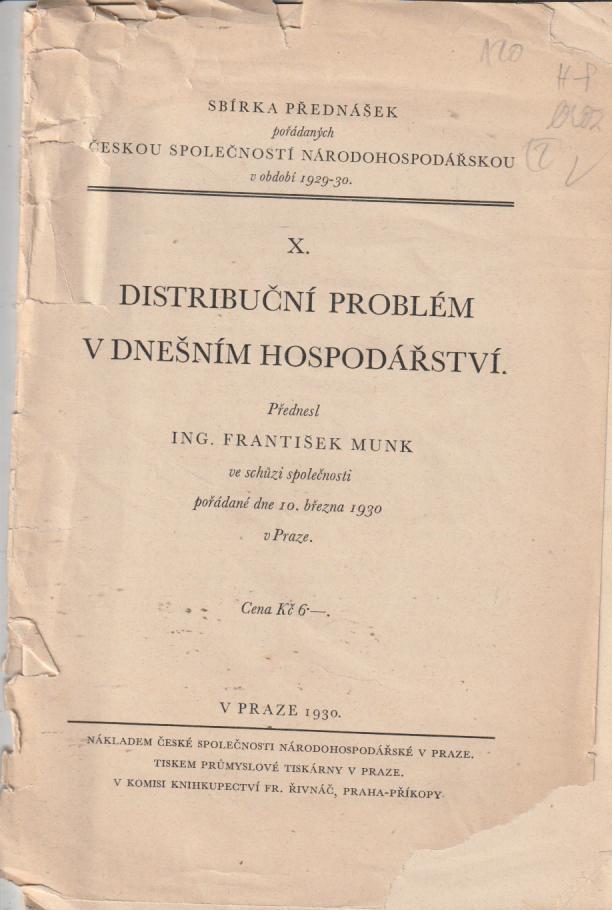 SBÍRKA PŘEDNÁŠEK
pořádaných
ČESKOU SPOLEČNOSTÍ NÁRODOHOSPODÁŘSKOU
v období 1929-30.
X.
DISTRIBUČNÍ PROBLÉM
V DNEŠNÍM HOSPODÁŘSTVÍ.
Přednesl
ING. FRANTIŠEK MUNK
ve schůzi společnosti
pořádané dne 10. března 1930
v Praze.
Cena Kč 6·—.
V PRAZE 1930.
NÁKLADEM ČESKÉ SPOLEČNOSTI NÁRODOHOSPODÁŘSKÉ V PRAZE.
TISKEM PRŮMYSLOVÉ TISKÁRNY V PRAZE.
V KOMISI KNIHKUPECTVÍ FR. ŘIVNÁČ, PRAHA-PŘÍKOPY